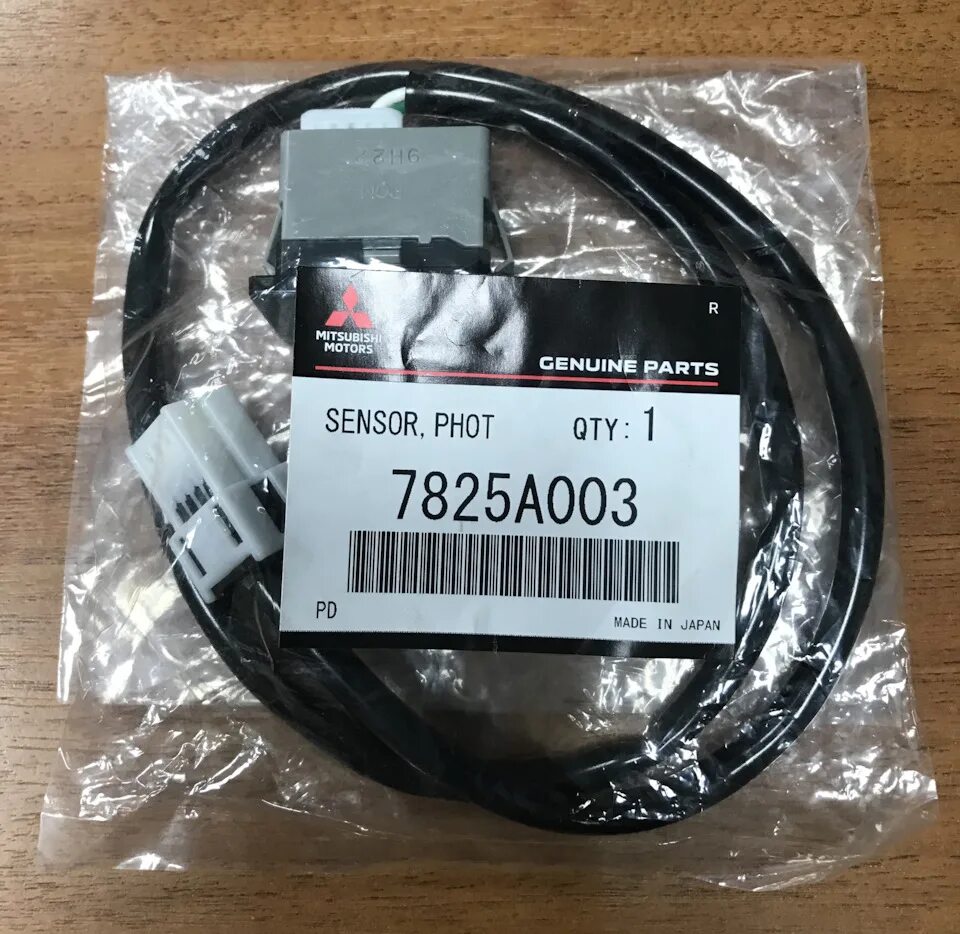 MITSUBISHI
MOTORS
R
GENUINE PARTS
SENSOR, PHOT QTY: 1
7825A003
PD
MADE IN JAPAN